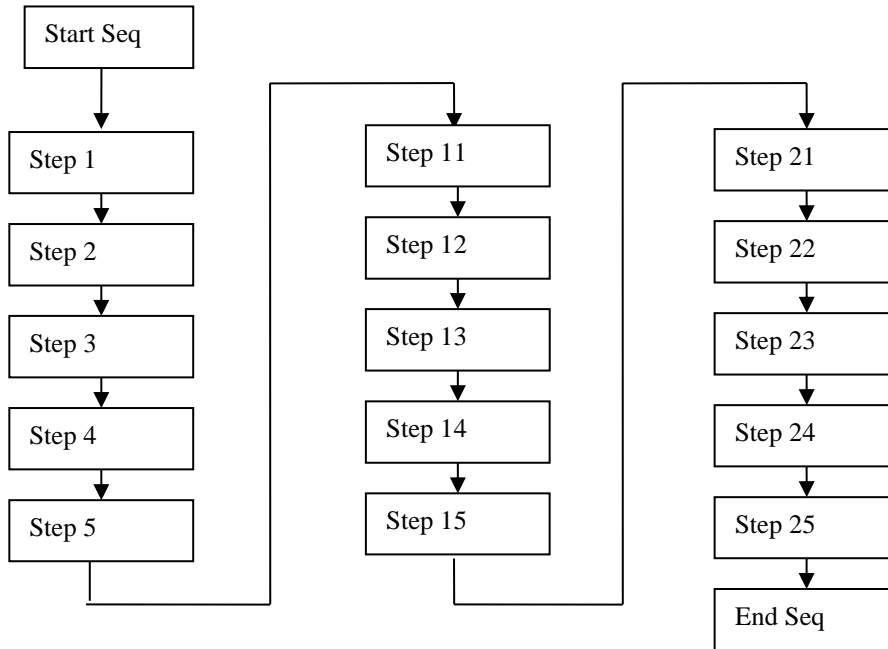 Start Seq
Step 1
Step 2
Step 3
Step 4
Step 5
Step 11
Step 12
Step 13
Step 14
Step 15
Step 21
Step 22
Step 23
Step 24
Step 25
End Seq